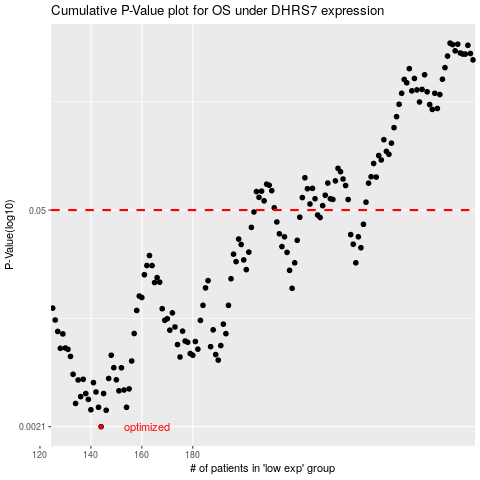 Cumulative P-Value plot for OS under DHRS7 expression
P-Value(log10)
0.05
0.0021
optimized
120 140 160 180
# of patients in 'low exp' group